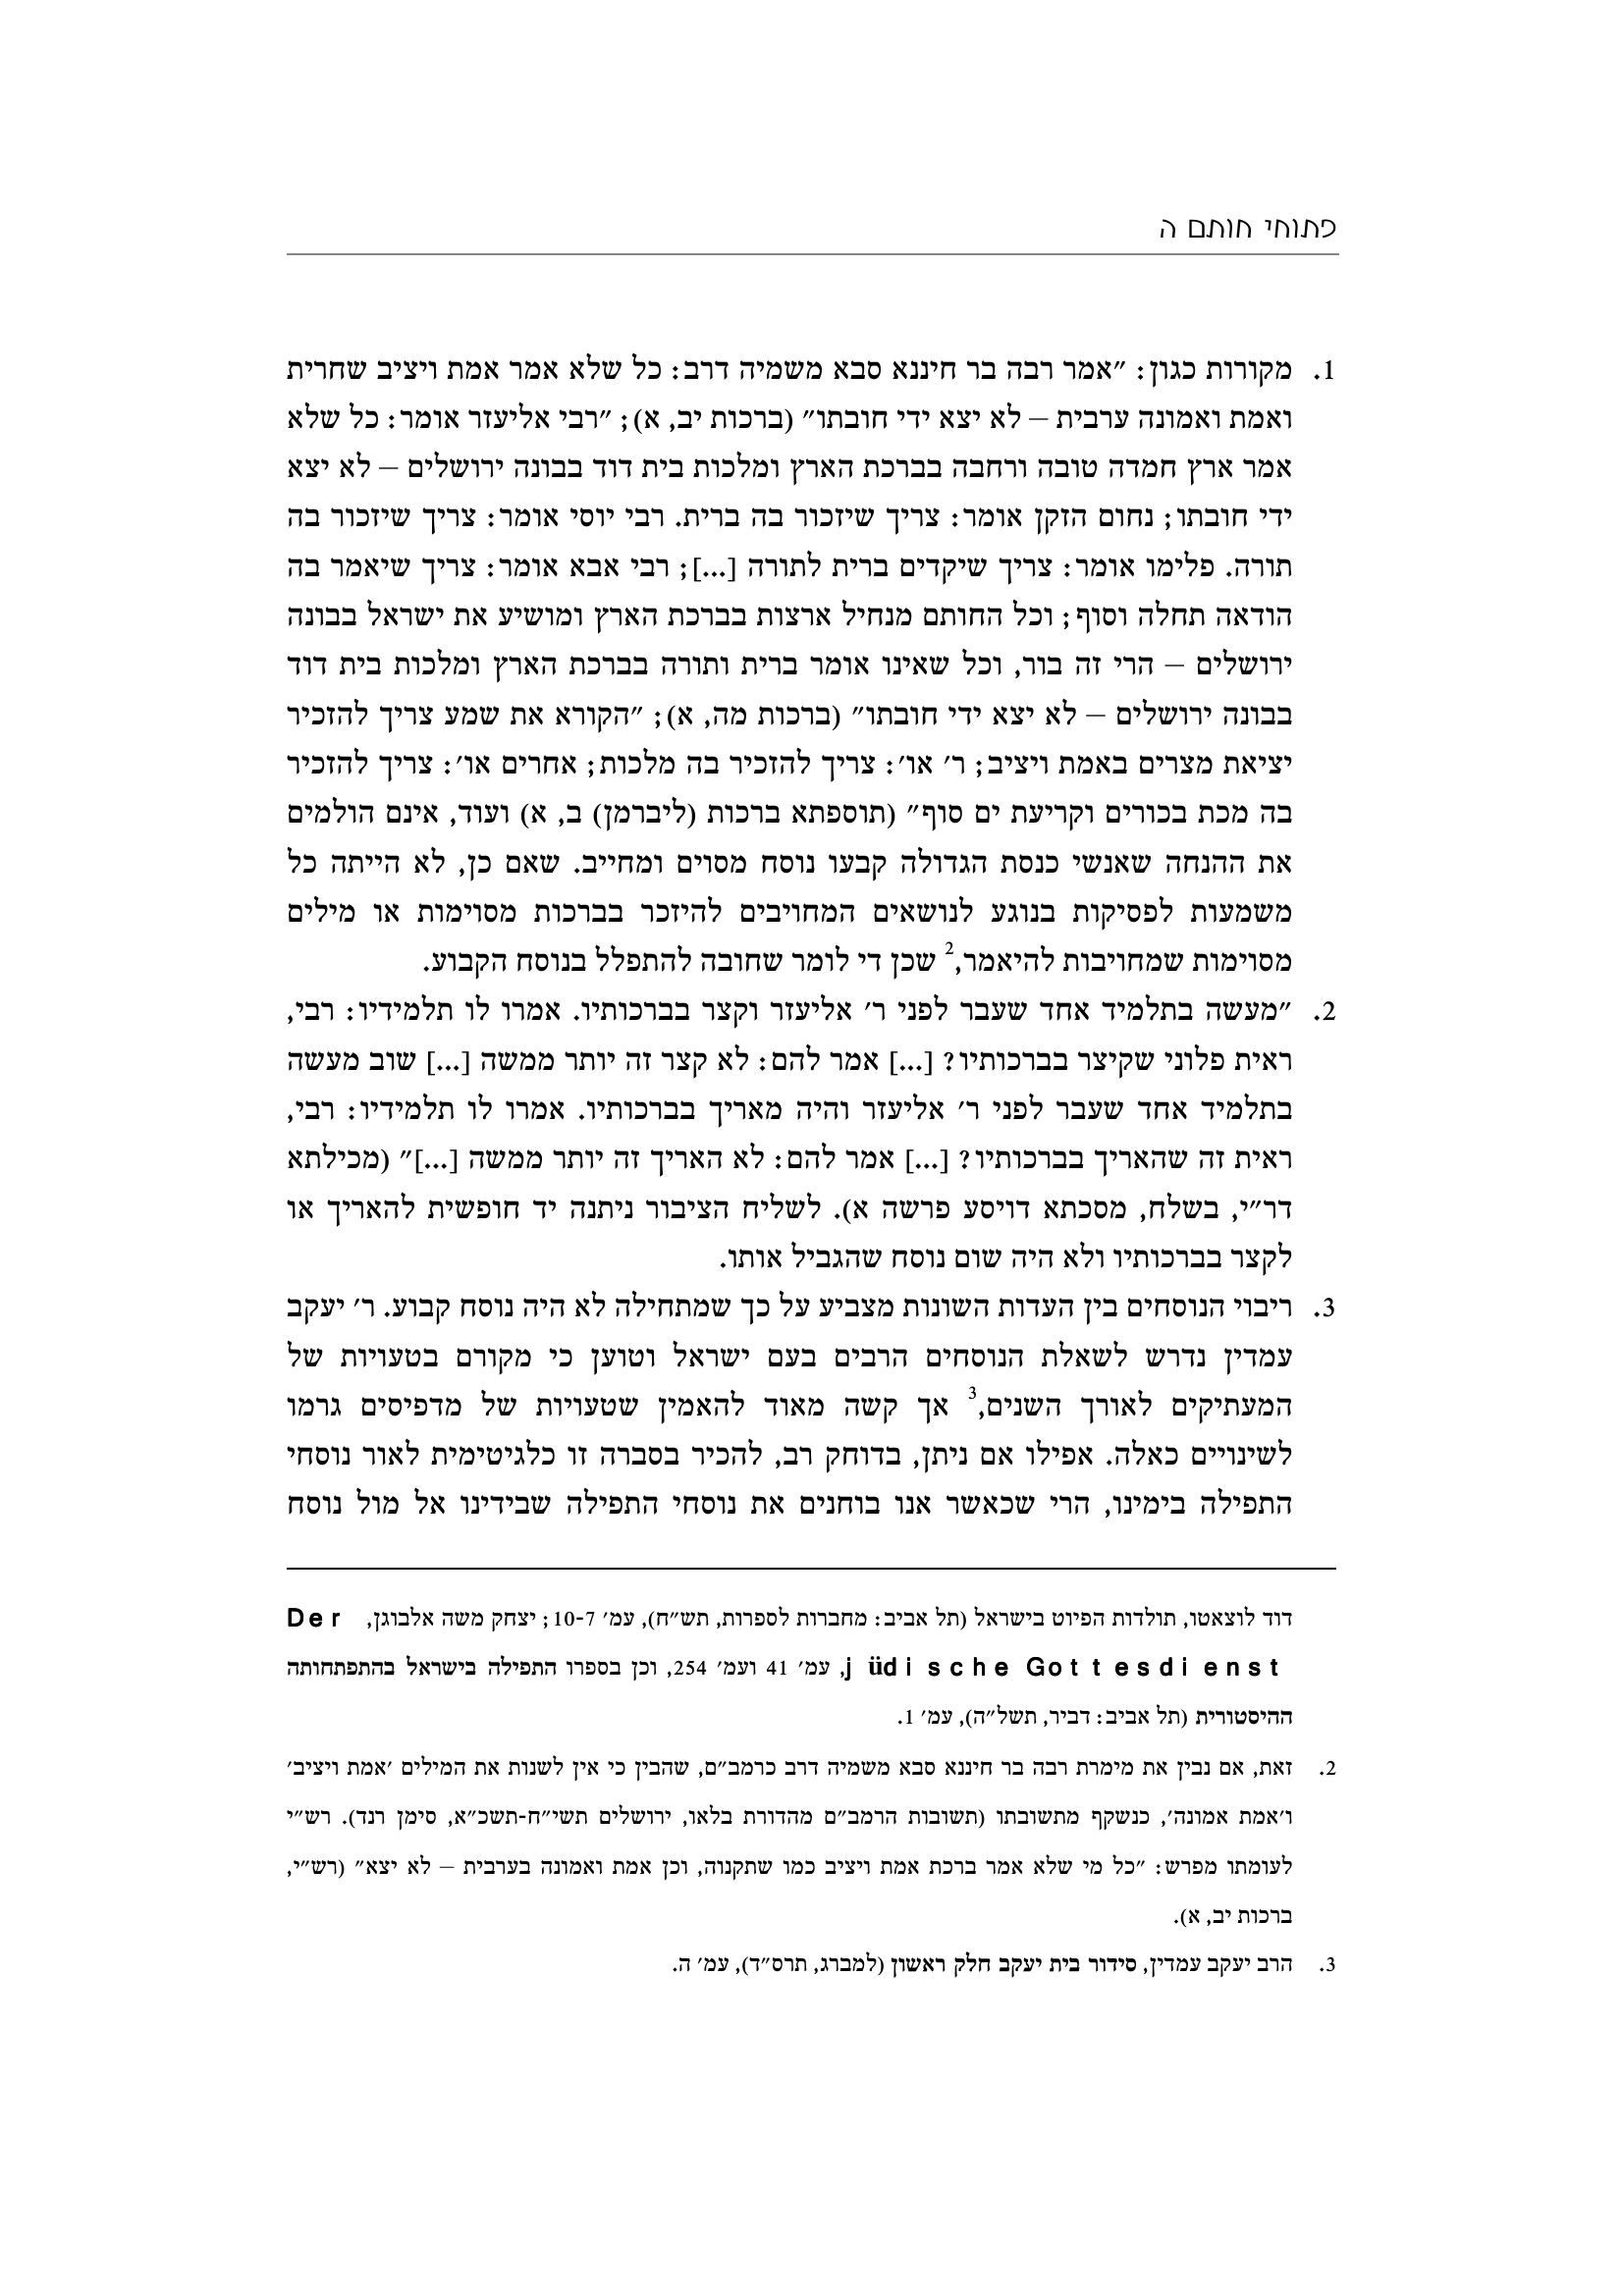 פתוחי חותם ה
1. מקורות כגון: ״אמר רבה בר חיננא סבא משמיה דרב: כל שלא אמר אמת ויציב שחרית
ואמת ואמונה ערבית – לא יצא ידי חובתו״ (ברכות יב, א); ״רבי אליעזר אומר: כל שלא
אמר ארץ חמדה טובה ורחבה בברכת הארץ ומלכות בית דוד בבונה ירושלים – לא יצא
ידי חובתו; נחום הזקן אומר: צריך שיזכור בה ברית. רבי יוסי אומר: צריך שיזכור בה
תורה. פלימו אומר: צריך שיקדים ברית לתורה [...]; רבי אבא אומר: צריך שיאמר בה
הודאה תחלה וסוף; וכל החותם מנחיל ארצות בברכת הארץ ומושיע את ישראל בבונה
ירושלים – הרי זה בור, וכל שאינו אומר ברית ותורה בברכת הארץ ומלכות בית דוד
בבונה ירושלים – לא יצא ידי חובתו״ (ברכות מה, א); ״הקורא את שמע צריך להזכיר
יציאת מצרים באמת ויציב; ר׳ או׳: צריך להזכיר בה מלכות; אחרים או׳: צריך להזכיר
בה מכת בכורים וקריעת ים סוף״ (תוספתא ברכות (ליברמן) ב, א) ועוד, אינם הולמים
את ההנחה שאנשי כנסת הגדולה קבעו נוסח מסוים ומחייב. שאם כן, לא הייתה כל
משמעות לפסיקות בנוגע לנושאים המחויבים להיזכר בברכות מסוימות או מילים
מסוימות שמחויבות להיאמר,2 שכן די לומר שחובה להתפלל בנוסח הקבוע.
2. ״מעשה בתלמיד אחד שעבר לפני ר׳ אליעזר וקצר בברכותיו. אמרו לו תלמידיו: רבי,
ראית פלוני שקיצר בברכותיו? [...] אמר להם: לא קצר זה יותר ממשה [...] שוב מעשה
בתלמיד אחד שעבר לפני ר׳ אליעזר והיה מאריך בברכותיו. אמרו לו תלמידיו: רבי,
ראית זה שהאריך בברכותיו? [...] אמר להם: לא האריך זה יותר ממשה [...]״ (מכילתא
דר״י, בשלח, מסכתא דויסע פרשה א). לשליח הציבור ניתנה יד חופשית להאריך או
לקצר בברכותיו ולא היה שום נוסח שהגביל אותו.
3. ריבוי הנוסחים בין העדות השונות מצביע על כך שמתחילה לא היה נוסח קבוע. ר׳ יעקב
עמדין נדרש לשאלת הנוסחים הרבים בעם ישראל וטוען כי מקורם בטעויות של
המעתיקים לאורך השנים,3 אך קשה מאוד להאמין שטעויות של מדפיסים גרמו
לשינויים כאלה. אפילו אם ניתן, בדוחק רב, להכיר בסברה זו כלגיטימית לאור נוסחי
התפילה בימינו, הרי שכאשר אנו בוחנים את נוסחי התפילה שבידינו אל מול נוסח
דוד לוצאטו, תולדות הפיוט בישראל (תל אביב: מחברות לספרות, תש״ח), עמ׳ 10-7; יצחק משה אלבוגן, Der
jüdische Gottesdienst, עמ׳ 41 ועמ׳ 254, וכן בספרו התפילה בישראל בהתפתחותה
ההיסטורית (תל אביב: דביר, תשל״ה), עמ׳ 1.
2. זאת, אם נבין את מימרת רבה בר חיננא סבא משמיה דרב כרמב״ם, שהבין כי אין לשנות את המילים ׳אמת ויציב׳
ו׳אמת אמונה׳, כנשקף מתשובתו (תשובות הרמב״ם מהדורת בלאו, ירושלים תשי״ח-תשכ״א, סימן רנד). רש״י
לעומתו מפרש: ״כל מי שלא אמר ברכת אמת ויציב כמו שתקנוה, וכן אמת ואמונה בערבית – לא יצא״ (רש״י,
ברכות יב, א).
3. הרב יעקב עמדין, סידור בית יעקב חלק ראשון (למברג, תרס״ד), עמ׳ ה.